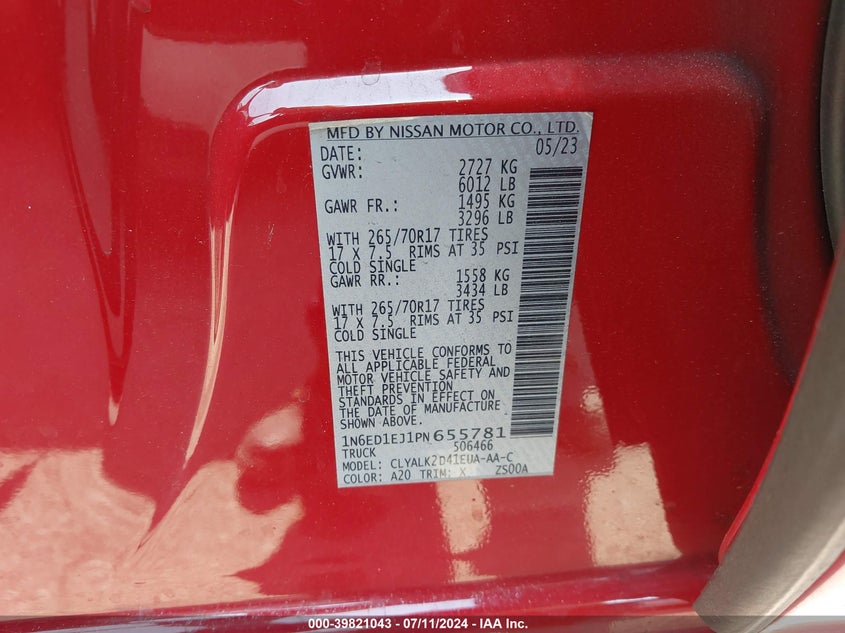 MFD BY NISSAN MOTOR CO., LTD.
DATE: 05/23
GVWR: 2727 KG
6012 LB
GAWR FR.: 1495 KG
3296 LB
WITH 265/70R17 TIRES
17 X 7.5 RIMS AT 35 PSI
COLD SINGLE
GAWR RR.: 1558 KG
3434 LB
WITH 265/70R17 TIRES
17 X 7.5 RIMS AT 35 PSI
COLD SINGLE
THIS VEHICLE CONFORMS TO
ALL APPLICABLE FEDERAL
MOTOR VEHICLE SAFETY AND
THEFT PREVENTION
STANDARDS IN EFFECT ON
THE DATE OF MANUFACTURE
SHOWN ABOVE.
1N6ED1EJ1PN655781
TRUCK 506466
MODEL: CLYALK2D41EUA-AA-C
COLOR: A20 TRIM: X ZS00A
000-39821043 - 07/11/2024 - IAA, Inc.